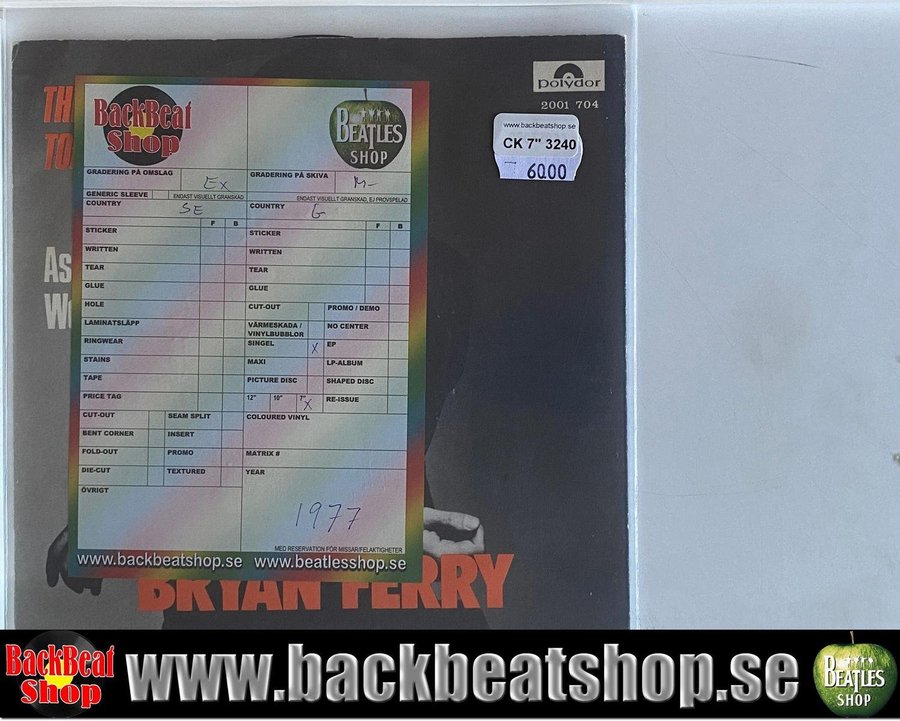 polydor
2001 704
TH
TO
As
We
www.backbeatshop.se
CK 7" 3240
6000
BackBeat
Shop
BEATLES
SHOP
GRADERING PÅ OMSLAG
Ex
GRADERING PÅ SKIVA
M-
GENERIC SLEEVE
ENDAST VISUELLT GRANSKAD
ENDAST VISUELLT GRANSKAD, EJ PROVSPELAD
COUNTRY
SE
COUNTRY
G
F B
F B
STICKER
STICKER
WRITTEN
WRITTEN
TEAR
TEAR
GLUE
GLUE
HOLE
CUT-OUT
PROMO / DEMO
LAMINATSLÄPP
VÄRMESKADA /
VINYLBUBBLOR
NO CENTER
RINGWEAR
SINGEL
X
EP
STAINS
MAXI
LP-ALBUM
TAPE
PICTURE DISC
SHAPED DISC
PRICE TAG
12" 10" 7" X
RE-ISSUE
CUT-OUT
SEAM SPLIT
COLOURED VINYL
BENT CORNER
INSERT
FOLD-OUT
PROMO
MATRIX #
DIE-CUT
TEXTURED
YEAR
ÖVRIGT
1977
MED RESERVATION FÖR MISSAR/FELAKTIGHETER
www.backbeatshop.se www.beatlesshop.se
BRYAN FERRY
BackBeat
Shop
www.backbeatshop.se
BEATLES
SHOP